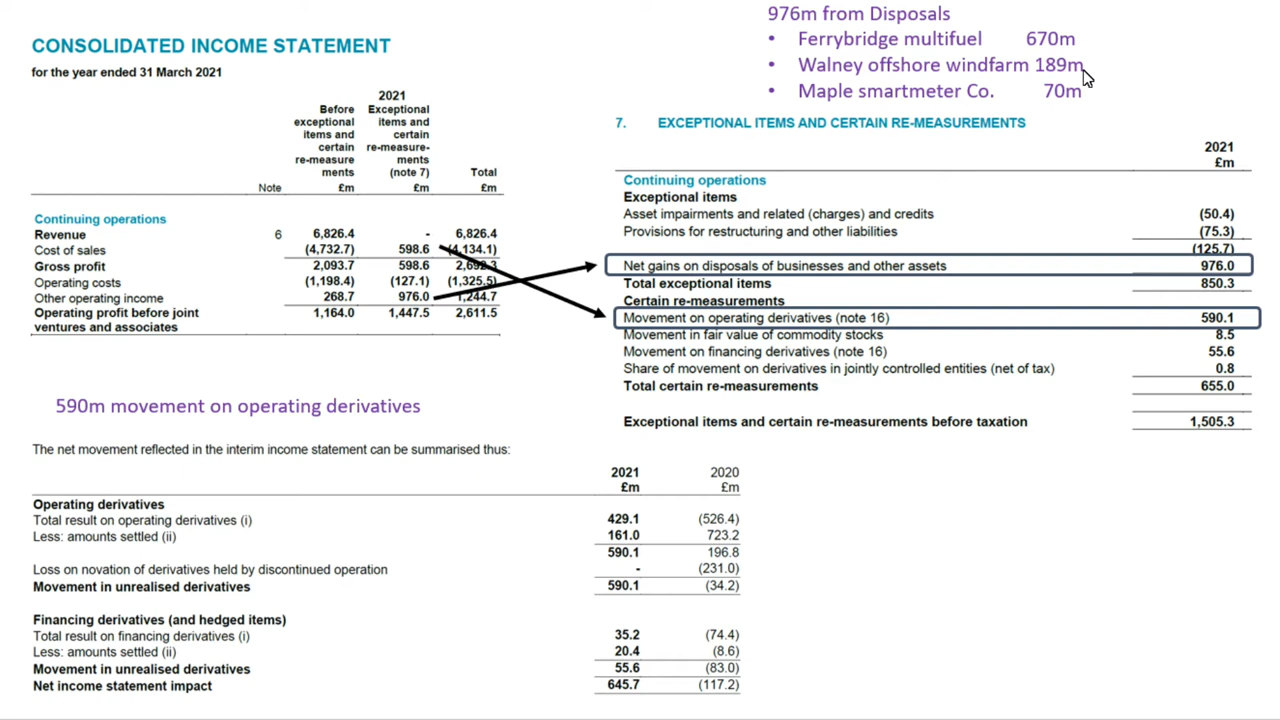 976m from Disposals
• Ferrybridge multifuel 670m
• Walney offshore windfarm 189m
• Maple smartmeter Co. 70m
CONSOLIDATED INCOME STATEMENT
for the year ended 31 March 2021
2021
Before exceptional items and certain re-measure ments
Exceptional items and certain re-measure- ments (note 7)
Total
Note £m £m £m
Continuing operations
Revenue 6 6,826.4 - 6,826.4
Cost of sales (4,732.7) 598.6 (4,134.1)
Gross profit 2,093.7 598.6 2,692.3
Operating costs (1,198.4) (127.1) (1,325.5)
Other operating income 268.7 976.0 1,244.7
Operating profit before joint
ventures and associates 1,164.0 1,447.5 2,611.5
7. EXCEPTIONAL ITEMS AND CERTAIN RE-MEASUREMENTS
2021
£m
Continuing operations
Exceptional items
Asset impairments and related (charges) and credits (50.4)
Provisions for restructuring and other liabilities (75.3)
(125.7)
Net gains on disposals of businesses and other assets 976.0
Total exceptional items 850.3
Certain re-measurements
Movement on operating derivatives (note 16) 590.1
Movement in fair value of commodity stocks 8.5
Movement on financing derivatives (note 16) 55.6
Share of movement on derivatives in jointly controlled entities (net of tax) 0.8
Total certain re-measurements 655.0
Exceptional items and certain re-measurements before taxation 1,505.3
590m movement on operating derivatives
The net movement reflected in the interim income statement can be summarised thus:
2021 2020
£m £m
Operating derivatives
Total result on operating derivatives (i) 429.1 (526.4)
Less: amounts settled (ii) 161.0 723.2
590.1 196.8
Loss on novation of derivatives held by discontinued operation - (231.0)
Movement in unrealised derivatives 590.1 (34.2)
Financing derivatives (and hedged items)
Total result on financing derivatives (i) 35.2 (74.4)
Less: amounts settled (ii) 20.4 (8.6)
Movement in unrealised derivatives 55.6 (83.0)
Net income statement impact 645.7 (117.2)